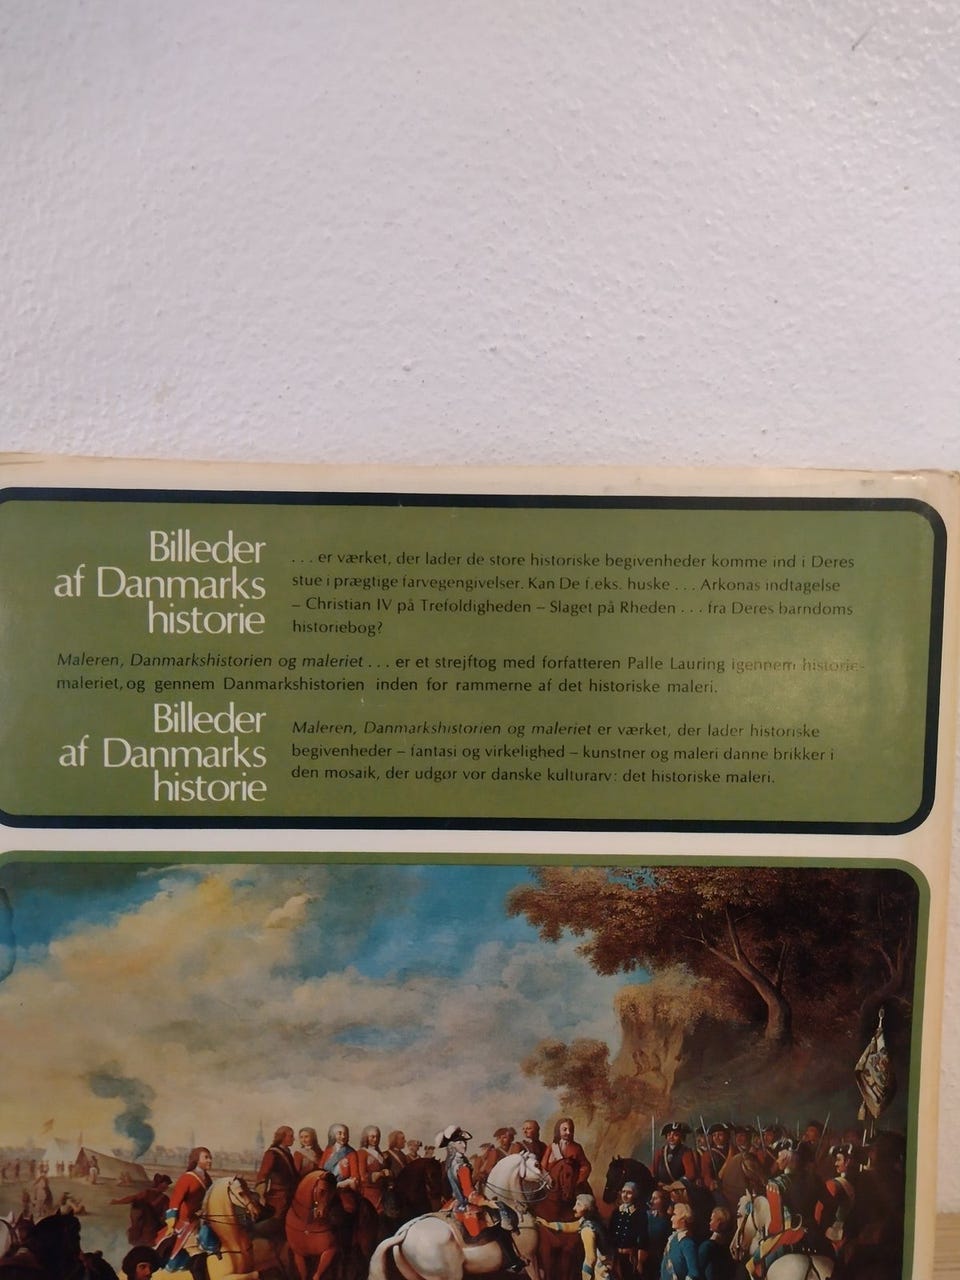 Billeder
af Danmarks
historie
. . . er værket, der lader de store historiske begivenheder komme ind i Deres
stue i prægtige farvegengivelser. Kan De f.eks. huske . . . Arkonas indtagelse
– Christian IV på Trefoldigheden – Slaget på Rheden . . . fra Deres barndoms
historiebog?
Maleren, Danmarkshistorien og maleriet . . . er et strejftog med forfatteren Palle Lauring igennem historie-
maleriet, og gennem Danmarkshistorien inden for rammerne af det historiske maleri.
Billeder
af Danmarks
historie
Maleren, Danmarkshistorien og maleriet er værket, der lader historiske
begivenheder – fantasi og virkelighed – kunstner og maleri danne brikker i
den mosaik, der udgør vor danske kulturarv: det historiske maleri.